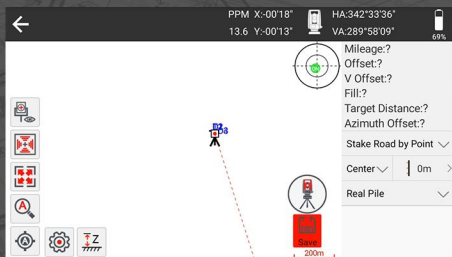 PPM X:-00'18" HA:342°33'36"
13.6 Y:-00'13" VA:289°58'09"
69%
Mileage:?
Offset:?
V Offset:?
Fill:?
Target Distance:?
Azimuth Offset:?
Stake Road by Point
Center 0m
Real Pile
Save
200m
A
A
Z